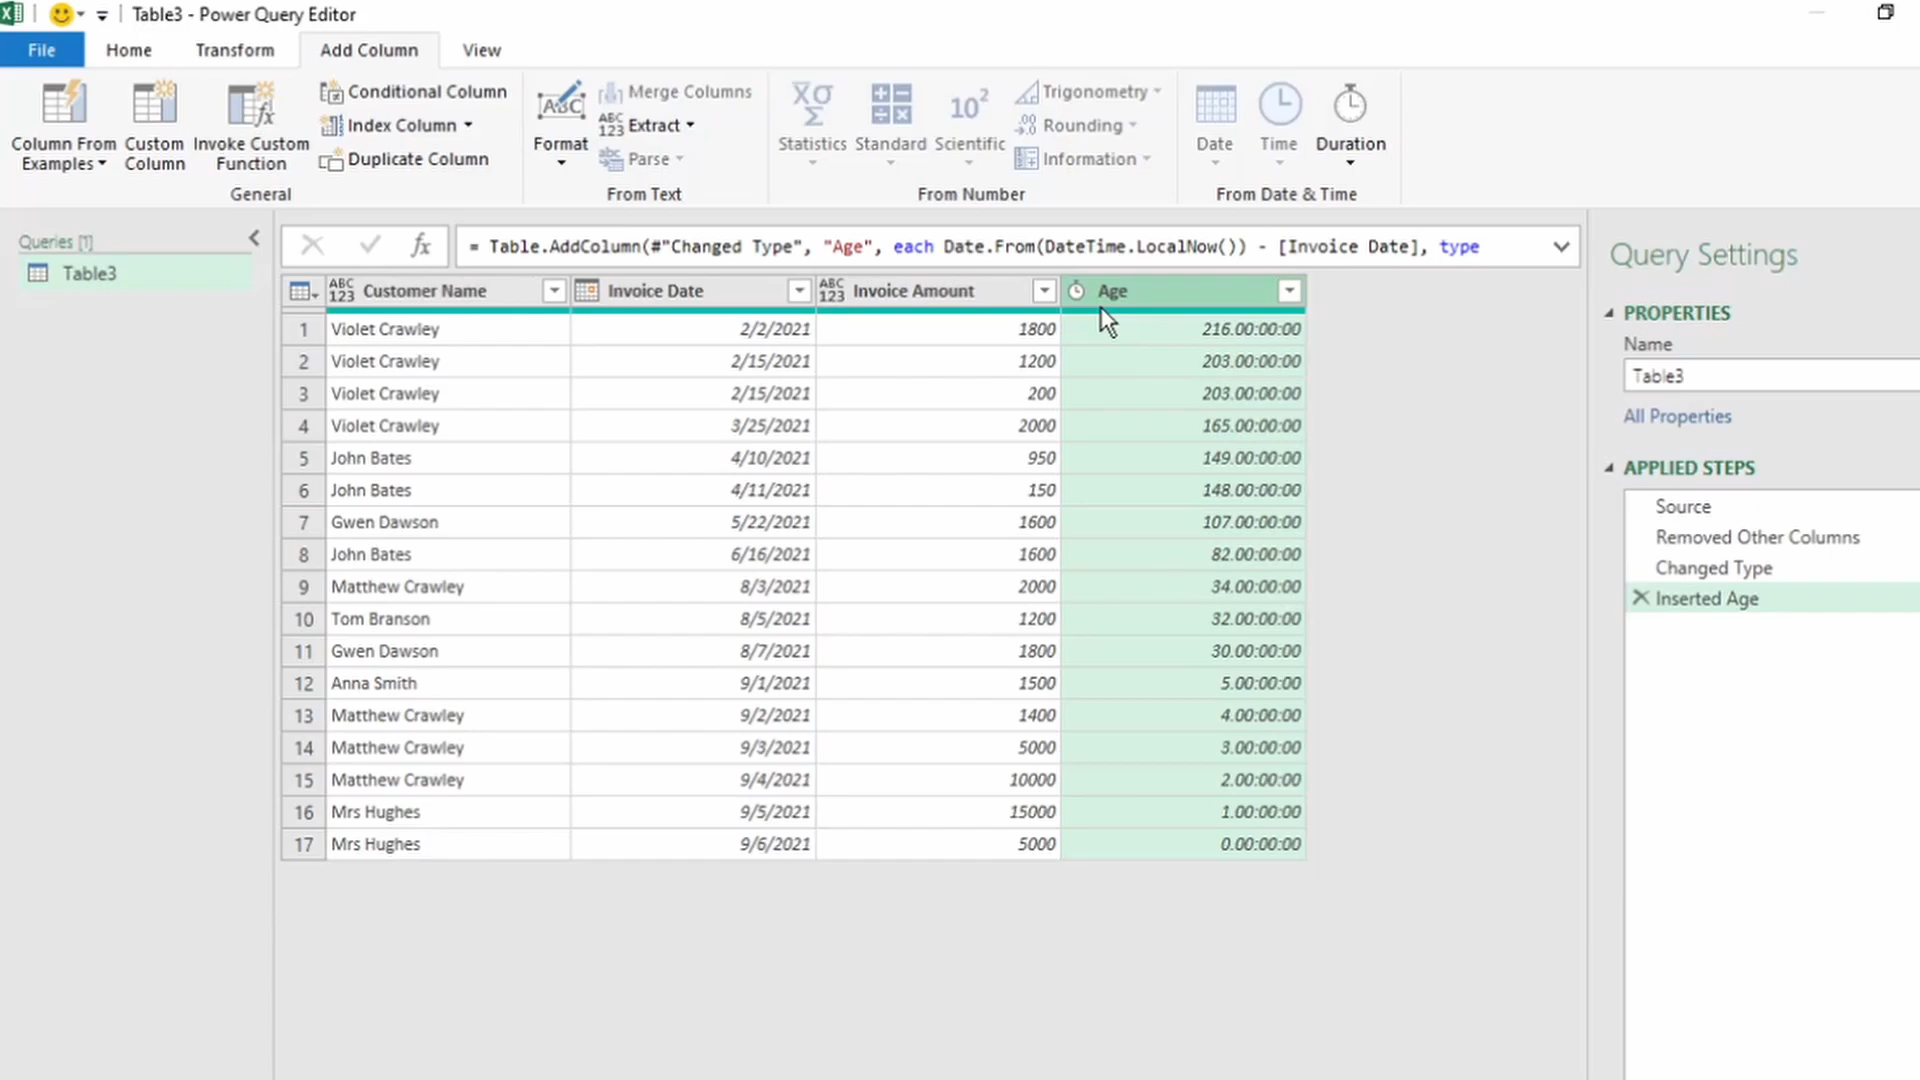 Table3 - Power Query Editor
File Home Transform Add Column View
Column From Examples
Custom Column
Invoke Custom Function
Conditional Column
Index Column
Duplicate Column
General
ABC
Format
Merge Columns
ABC 123 Extract
abc Parse
From Text
Χσ Σ
Statistics
Standard
10²
Scientific
Trigonometry
.00 Rounding
Information
From Number
Date
Time
Duration
From Date & Time
Queries [1]
Table3
fx = Table.AddColumn(#"Changed Type", "Age", each Date.From(DateTime.LocalNow()) - [Invoice Date], type
ABC 123 Customer Name Invoice Date ABC 123 Invoice Amount Age
1 Violet Crawley 2/2/2021 1800 216.00:00:00
2 Violet Crawley 2/15/2021 1200 203.00:00:00
3 Violet Crawley 2/15/2021 200 203.00:00:00
4 Violet Crawley 3/25/2021 2000 165.00:00:00
5 John Bates 4/10/2021 950 149.00:00:00
6 John Bates 4/11/2021 150 148.00:00:00
7 Gwen Dawson 5/22/2021 1600 107.00:00:00
8 John Bates 6/16/2021 1600 82.00:00:00
9 Matthew Crawley 8/3/2021 2000 34.00:00:00
10 Tom Branson 8/5/2021 1200 32.00:00:00
11 Gwen Dawson 8/7/2021 1800 30.00:00:00
12 Anna Smith 9/1/2021 1500 5.00:00:00
13 Matthew Crawley 9/2/2021 1400 4.00:00:00
14 Matthew Crawley 9/3/2021 5000 3.00:00:00
15 Matthew Crawley 9/4/2021 10000 2.00:00:00
16 Mrs Hughes 9/5/2021 15000 1.00:00:00
17 Mrs Hughes 9/6/2021 5000 0.00:00:00
Query Settings
PROPERTIES
Name
Table3
All Properties
APPLIED STEPS
Source
Removed Other Columns
Changed Type
Inserted Age